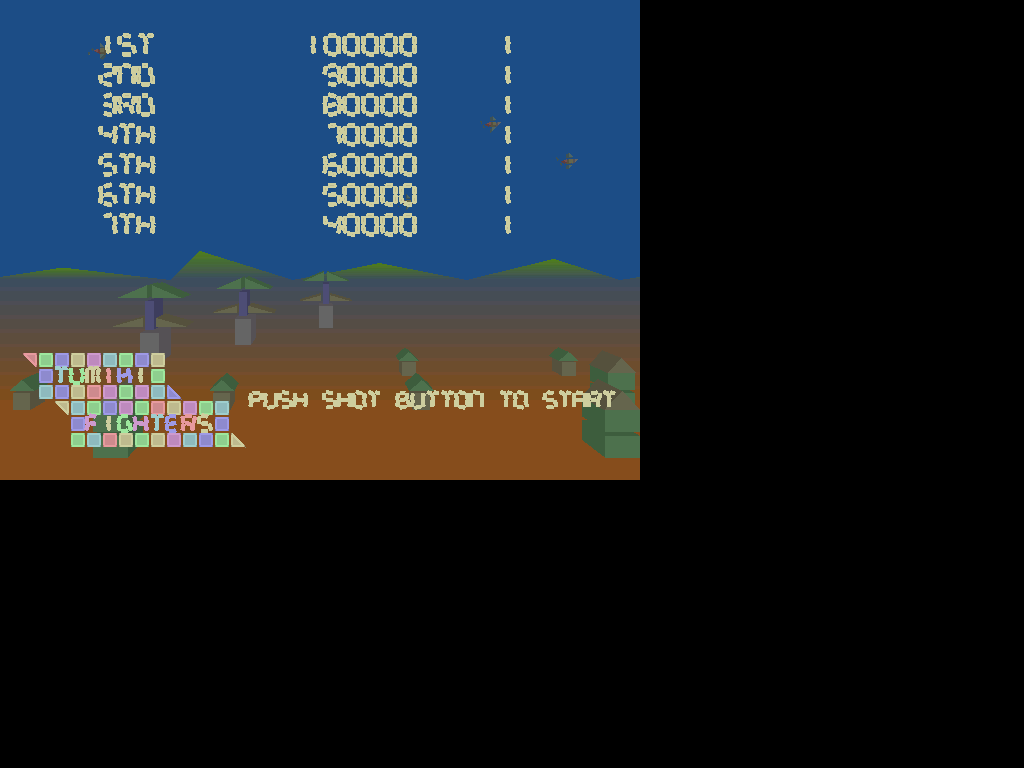 1ST 100000 1
2ND 90000 1
3RD 80000 1
4TH 70000 1
5TH 60000 1
6TH 50000 1
7TH 40000 1
TUMIKI
FIGHTERS
PUSH SHOT BUTTON TO START